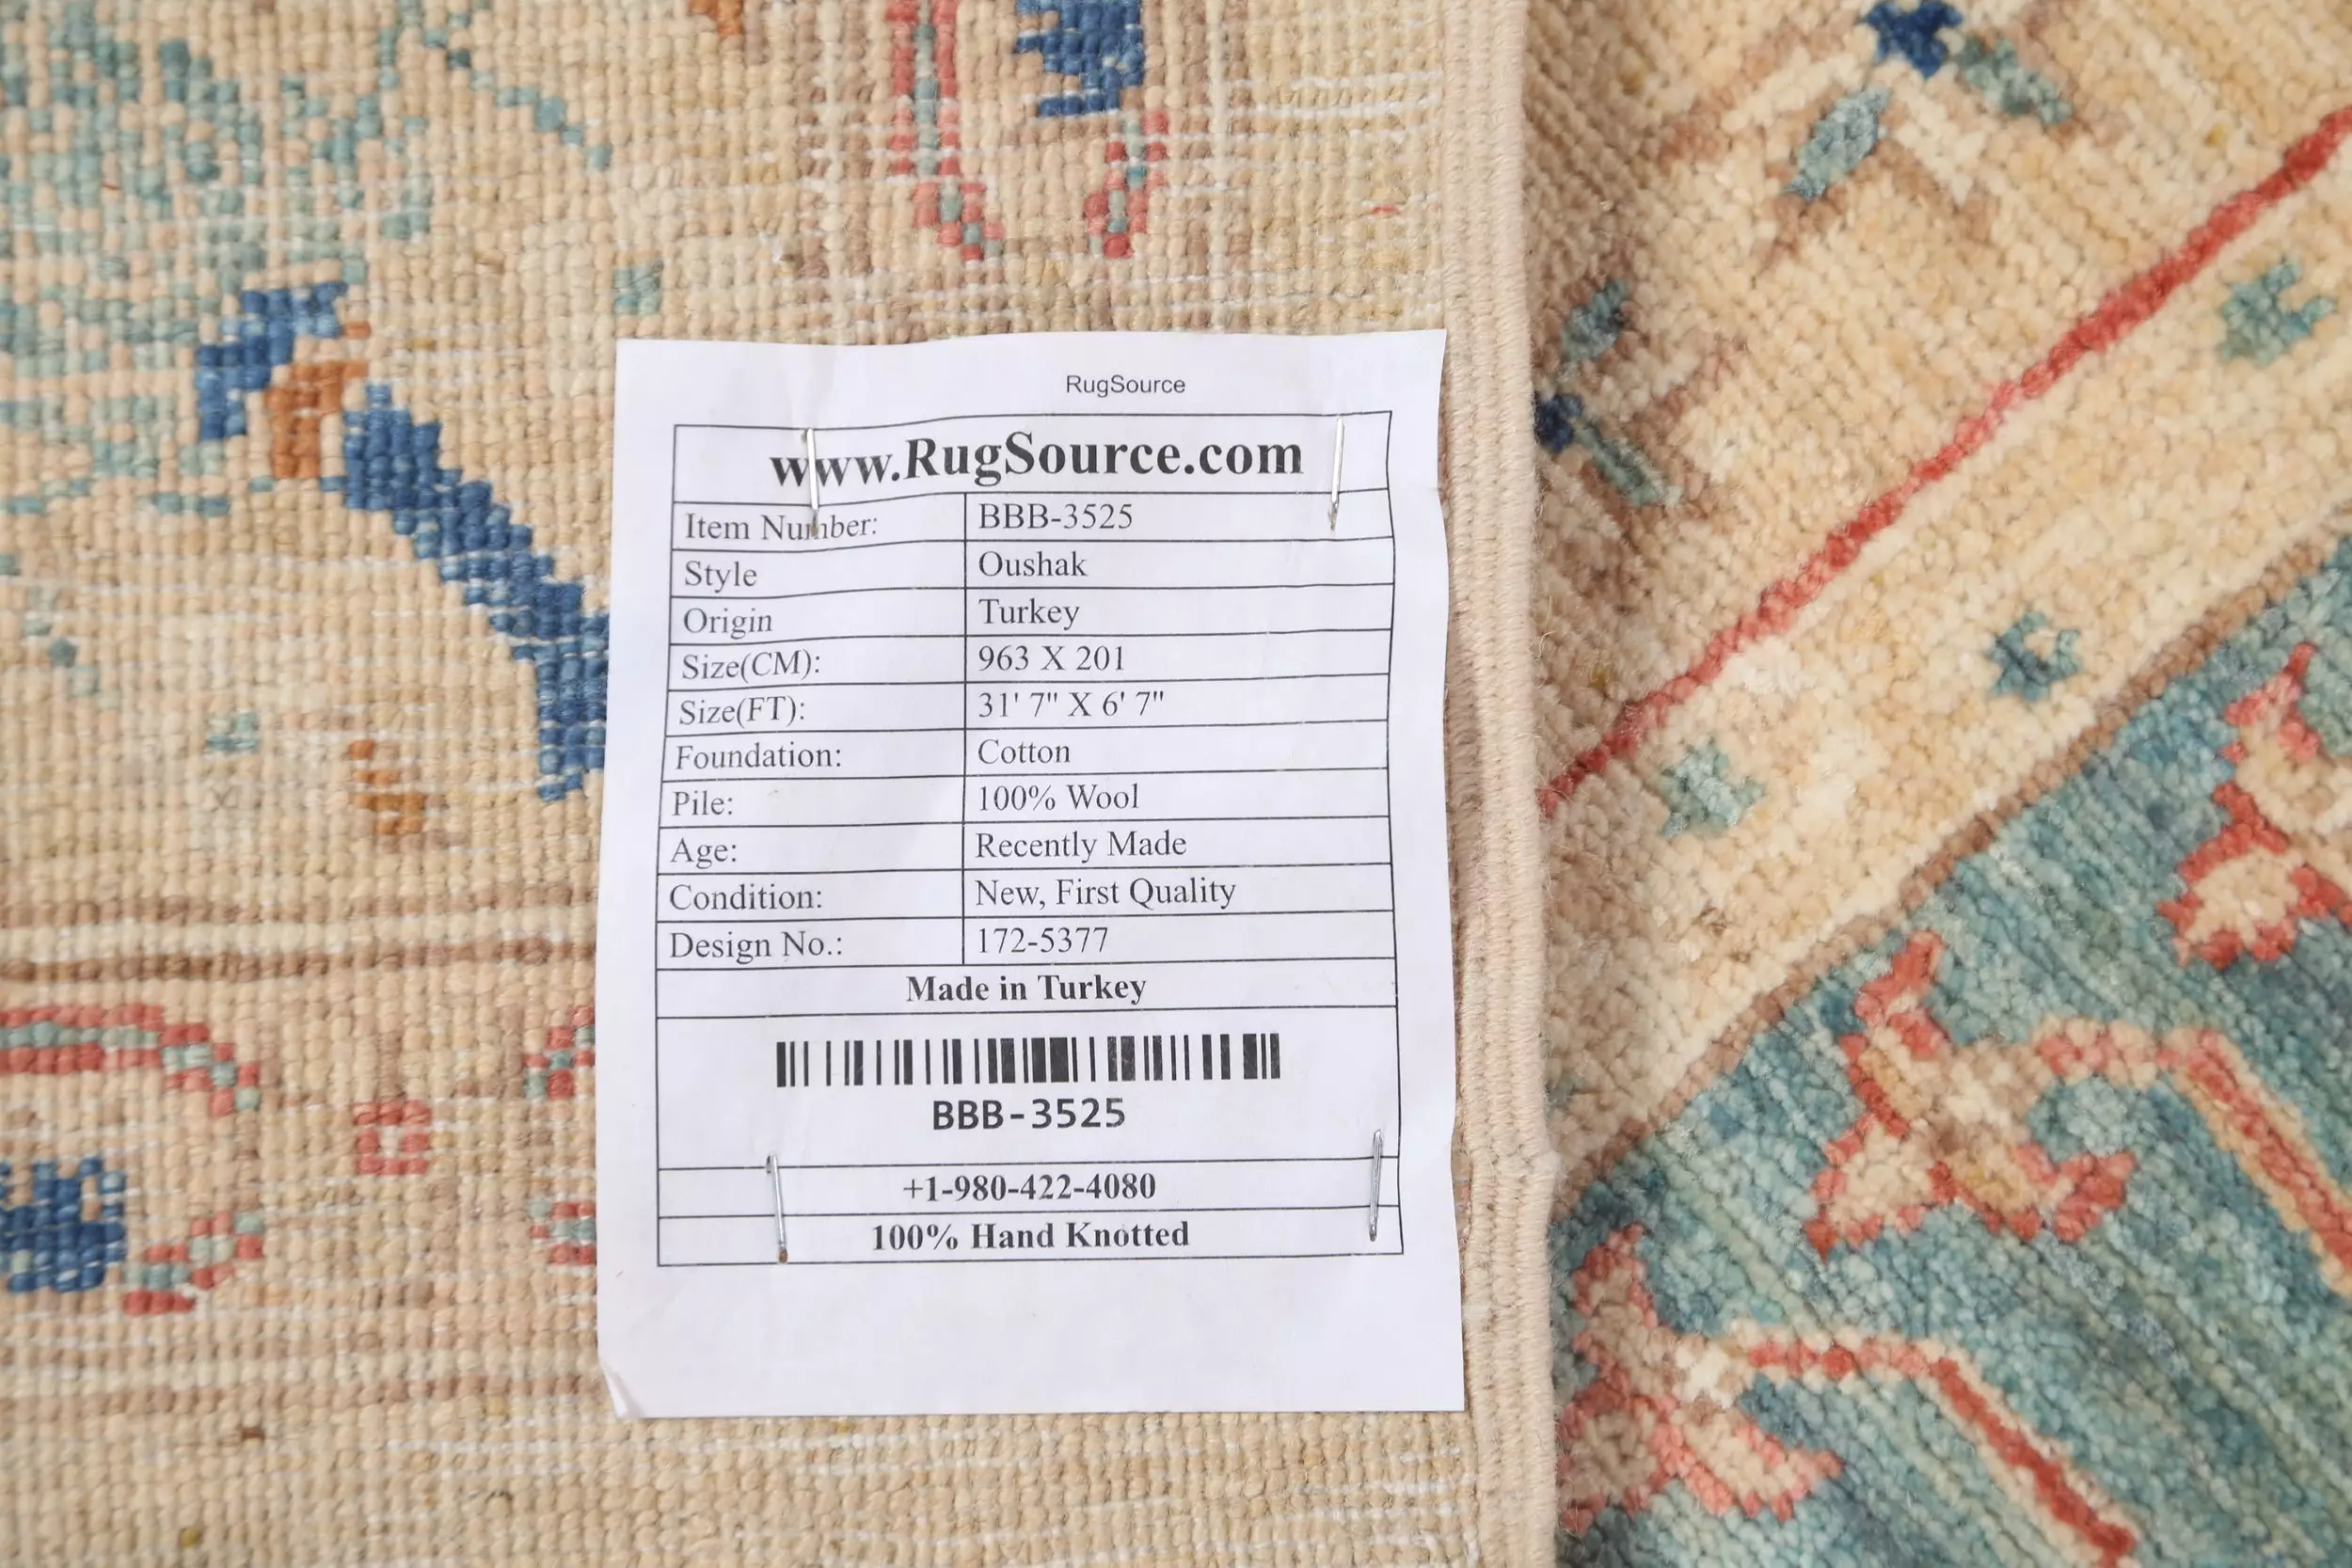 RugSource
www.RugSource.com
Item Number: BBB-3525
Style Oushak
Origin Turkey
Size(CM): 963 X 201
Size(FT): 31' 7" X 6' 7"
Foundation: Cotton
Pile: 100% Wool
Age: Recently Made
Condition: New, First Quality
Design No.: 172-5377
Made in Turkey
BBB-3525
+1-980-422-4080
100% Hand Knotted